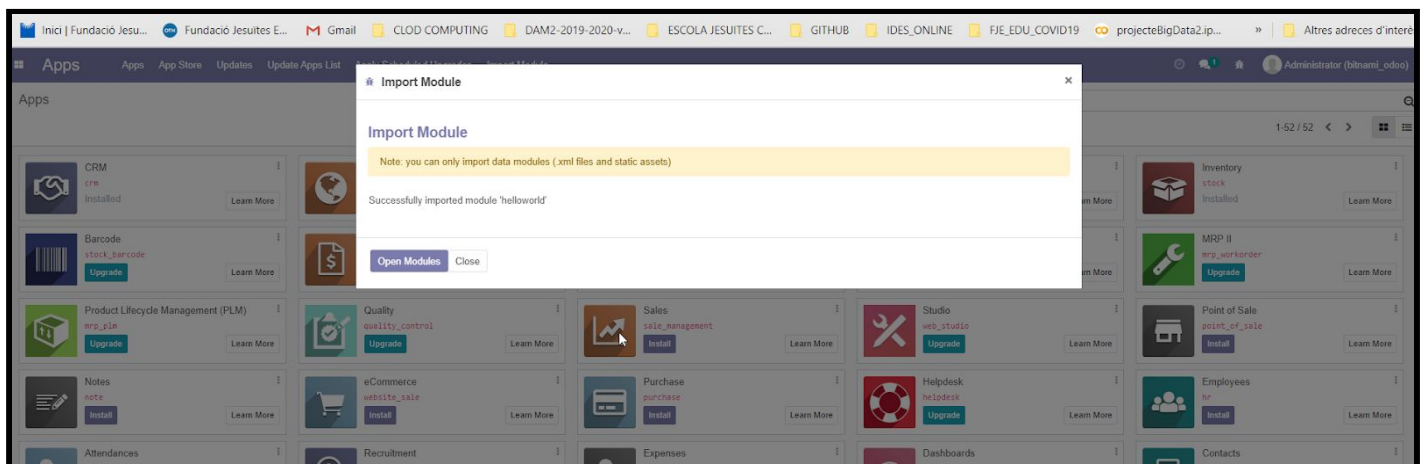 Inici | Fundació Jesu... Fundació Jesuïtes E... Gmail CLOD COMPUTING DAM2-2019-2020-v... ESCOLA JESUITES C... GITHUB IDES_ONLINE FJE_EDU_COVID19 projecteBigData2.ip... » Altres adreces d'interè
Apps Apps App Store Updates Update Apps List Apply Scheduled Upgrades Import Module 1 Administrator (bitnami_odoo)
Import Module ×
Apps
1-52 / 52
Import Module
Note: you can only import data modules (.xml files and static assets)
Successfully imported module 'helloworld'
Open Modules Close
CRM
crm
Installed Learn More
Inventory
stock
Installed Learn More
Barcode
stock_barcode
Upgrade Learn More
MRP II
mrp_workorder
Upgrade Learn More
Product Lifecycle Management (PLM)
mrp_plm
Upgrade Learn More
Quality
quality_control
Upgrade Learn More
Sales
sale_management
Install Learn More
Studio
web_studio
Upgrade Learn More
Point of Sale
point_of_sale
Install Learn More
Notes
note
Install Learn More
eCommerce
website_sale
Install Learn More
Purchase
purchase
Install Learn More
Helpdesk
helpdesk
Upgrade Learn More
Employees
hr
Install Learn More
Attendances
Recruitment
Expenses
Dashboards
Contacts